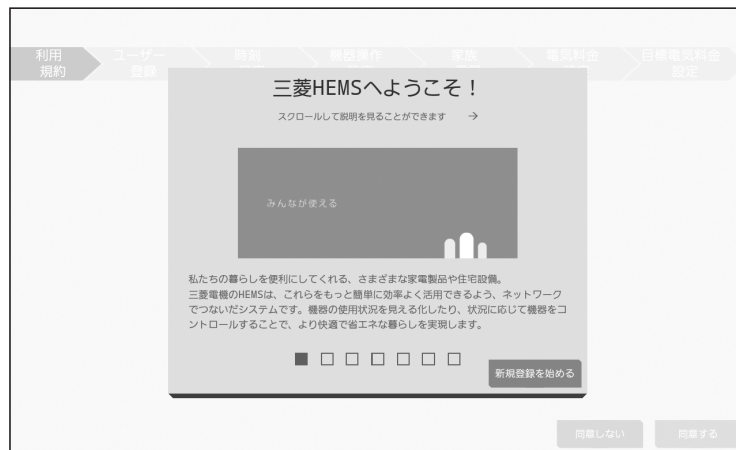 利用
規約
ユーザー
登録
時刻
機器操作
家族
電気料金
目標電気料金
設定
三菱HEMSへようこそ！
スクロールして説明を見ることができます →
みんなが使える
私たちの暮らしを便利にしてくれる、さまざまな家電製品や住宅設備。
三菱電機のHEMSは、これらをもっと簡単に効率よく活用できるよう、ネットワーク
でつないだシステムです。機器の使用状況を見える化したり、状況に応じて機器をコ
ントロールすることで、より快適で省エネな暮らしを実現します。
新規登録を始める
同意しない
同意する